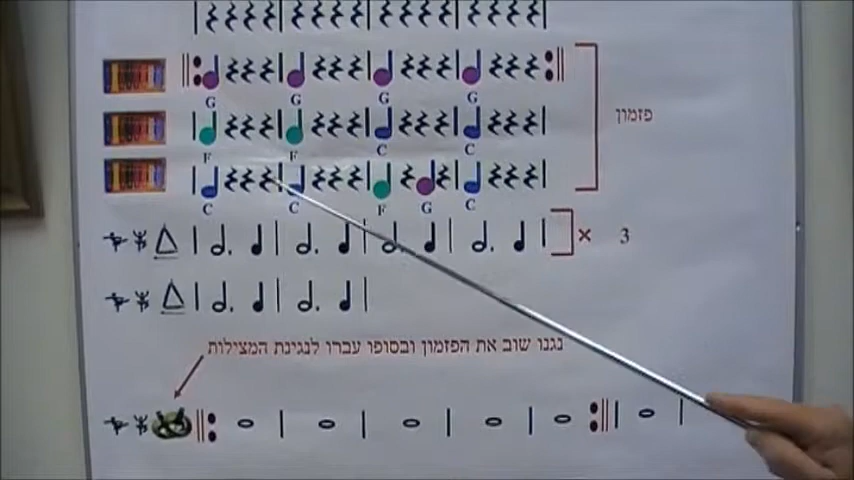 G G G G
פזמון
F F C C
C C F G C
× 3
נגנו שוב את הפזמון ובסופו עברו לנגינת המצילות